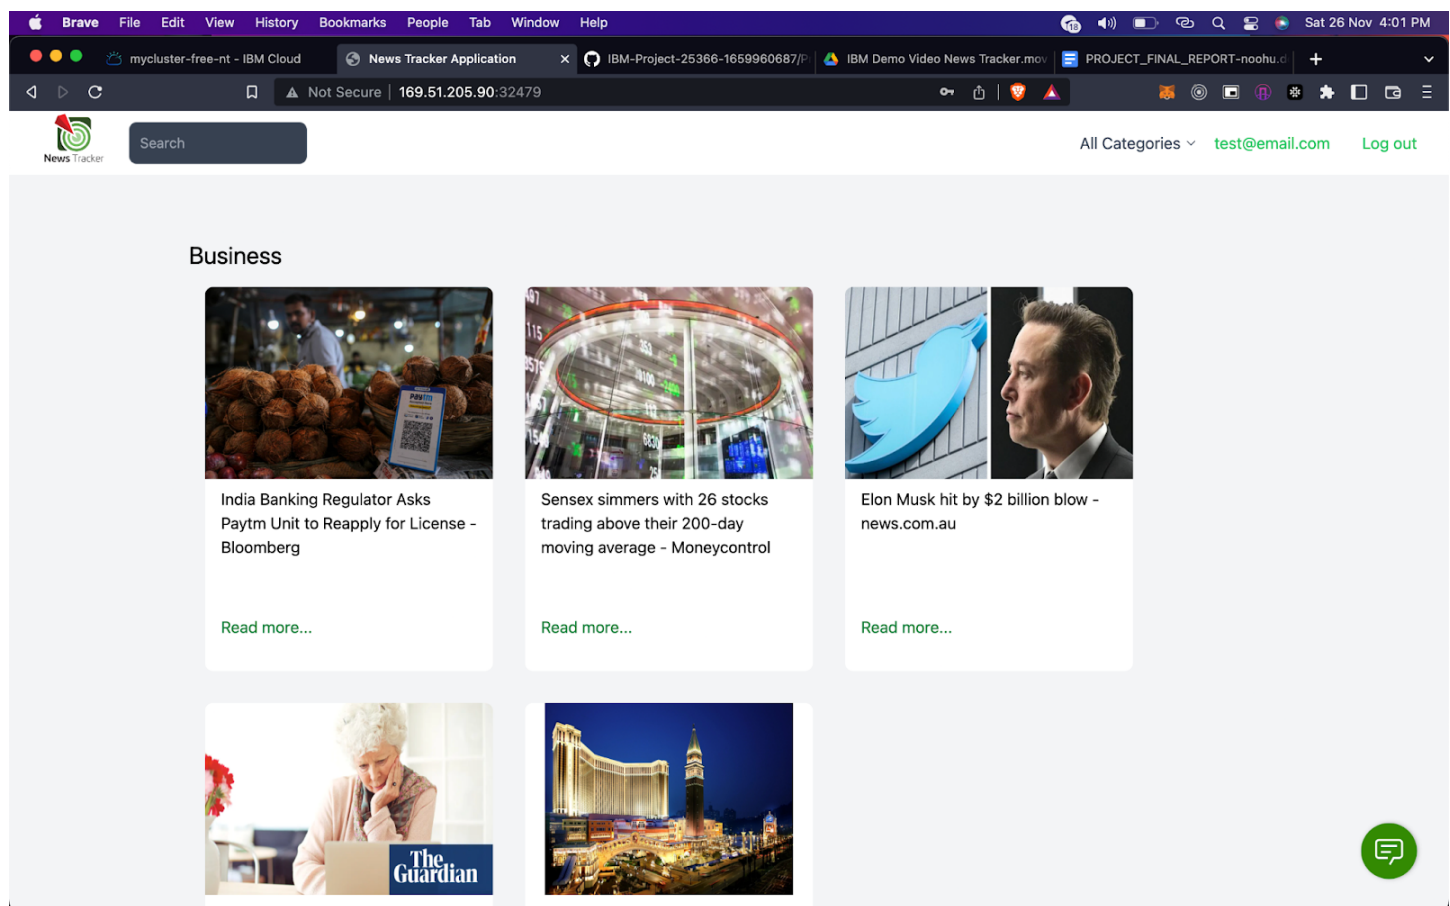 Brave File Edit View History Bookmarks People Tab Window Help
Sat 26 Nov 4:01 PM
mycluster-free-nt - IBM Cloud
News Tracker Application
IBM-Project-25366-1659960687/P
IBM Demo Video News Tracker.mov
PROJECT_FINAL_REPORT-noohu.d
Not Secure 169.51.205.90:32479
News Tracker
Search
All Categories
test@email.com
Log out
Business
Paytm
India Banking Regulator Asks
Paytm Unit to Reapply for License -
Bloomberg
Read more...
Sensex simmers with 26 stocks
trading above their 200-day
moving average - Moneycontrol
Read more...
Elon Musk hit by $2 billion blow -
news.com.au
Read more...
The
Guardian